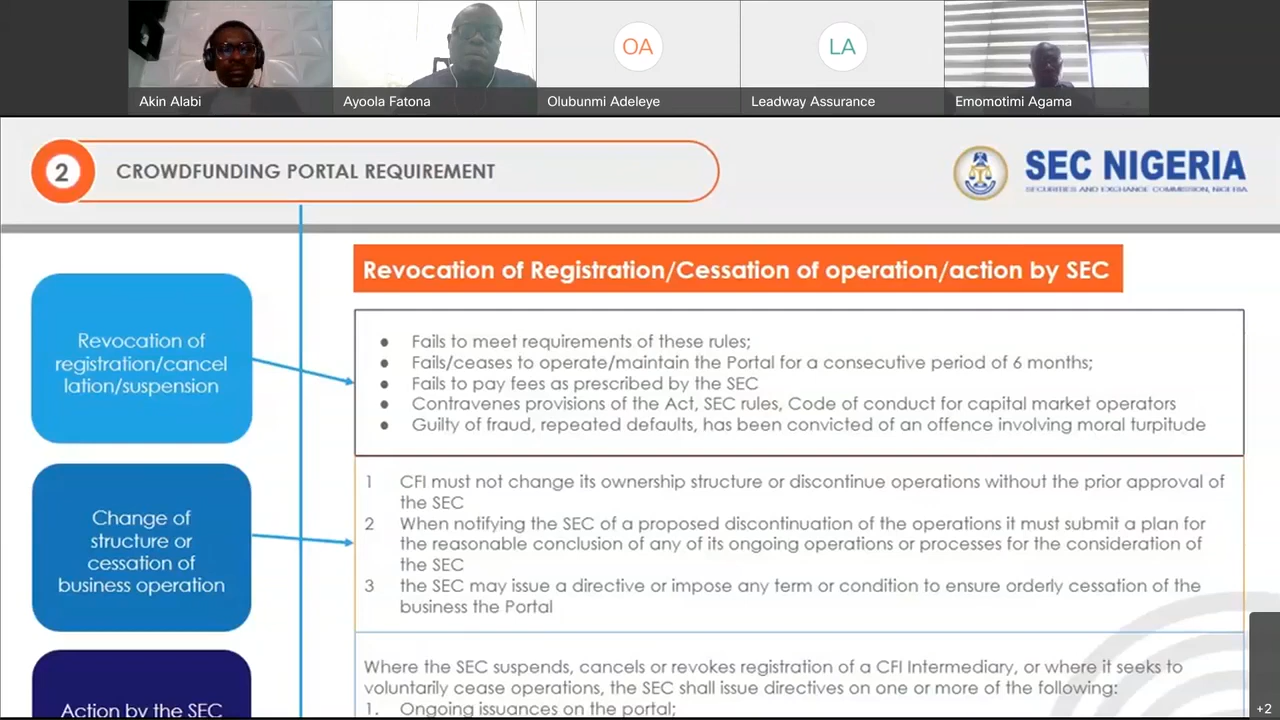 OA
LA
Akin Alabi
Ayoola Fatona
Olubunmi Adeleye
Leadway Assurance
Emomotimi Agama
2
CROWDFUNDING PORTAL REQUIREMENT
SEC NIGERIA
SECURITIES AND EXCHANGE COMMISSION, NIGERIA
Revocation of Registration/Cessation of operation/action by SEC
Revocation of
registration/cancel
lation/suspension
● Fails to meet requirements of these rules;
● Fails/ceases to operate/maintain the Portal for a consecutive period of 6 months;
● Fails to pay fees as prescribed by the SEC
● Contravenes provisions of the Act, SEC rules, Code of conduct for capital market operators
● Guilty of fraud, repeated defaults, has been convicted of an offence involving moral turpitude
Change of
structure or
cessation of
business operation
1 CFI must not change its ownership structure or discontinue operations without the prior approval of
the SEC
2 When notifying the SEC of a proposed discontinuation of the operations it must submit a plan for
the reasonable conclusion of any of its ongoing operations or processes for the consideration of
the SEC
3 the SEC may issue a directive or impose any term or condition to ensure orderly cessation of the
business the Portal
Action by the SEC
Where the SEC suspends, cancels or revokes registration of a CFI Intermediary, or where it seeks to
voluntarily cease operations, the SEC shall issue directives on one or more of the following:
1. Ongoing issuances on the portal;
+2